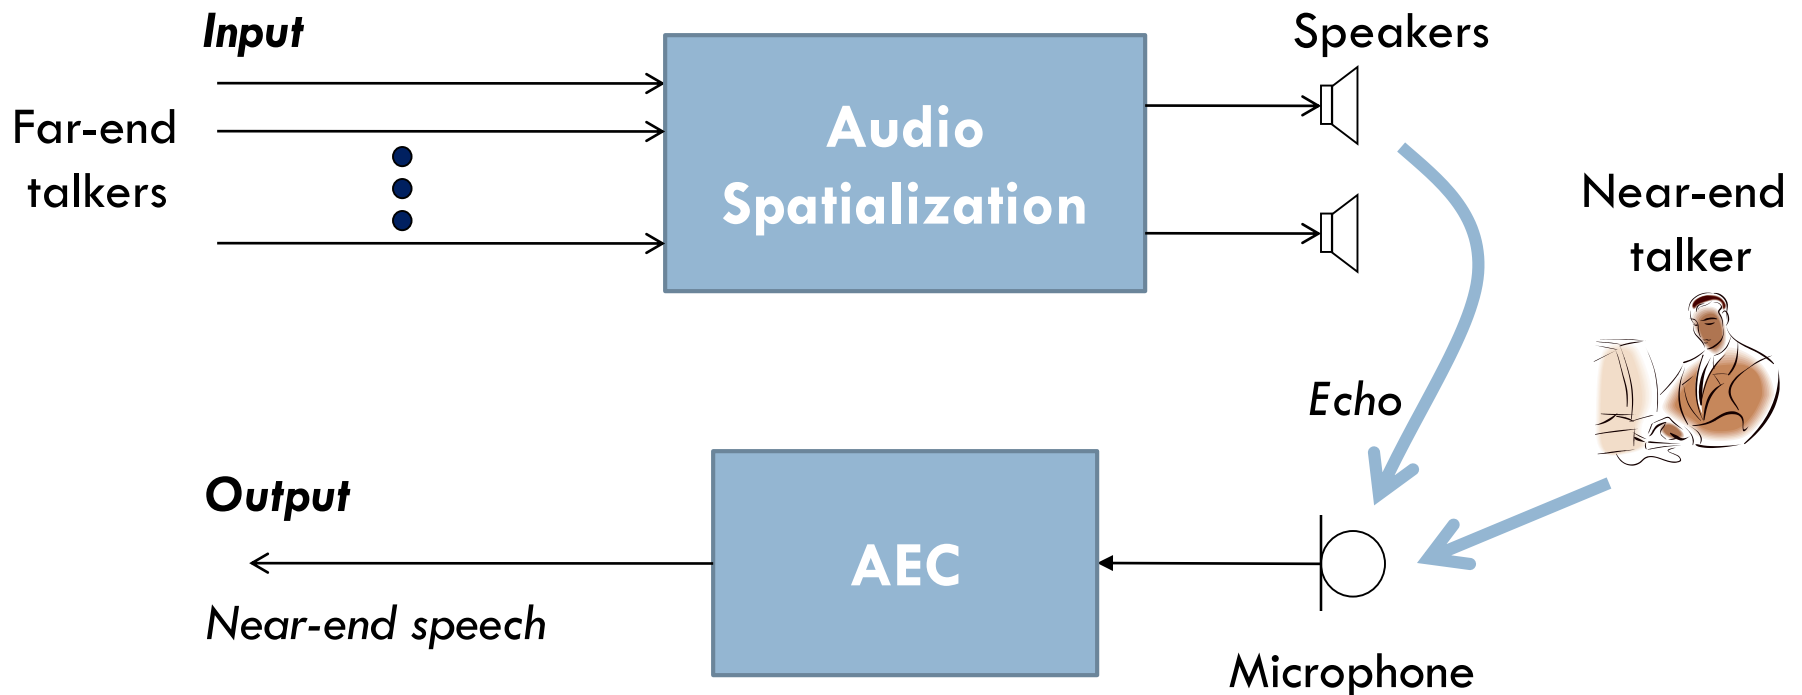 Input
Speakers
Far-end
talkers
Audio
Spatialization
Near-end
talker
Echo
Output
AEC
Near-end speech
Microphone